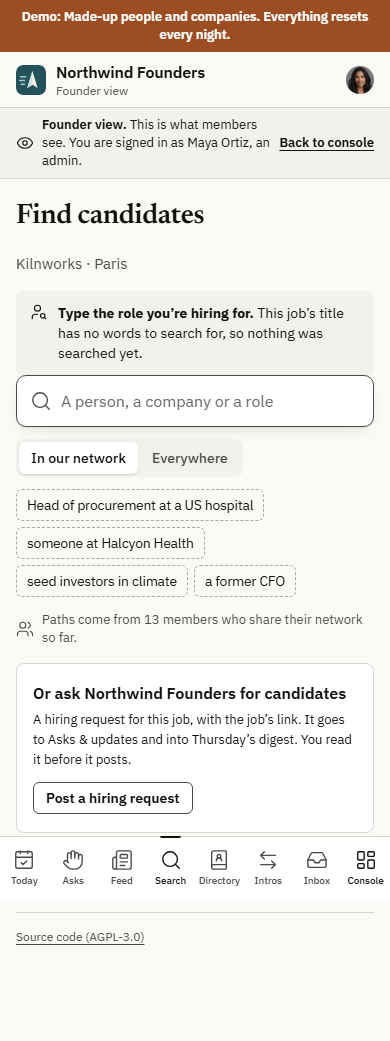 Demo: Made-up people and companies. Everything resets
every night.
Northwind Founders
Founder view
Founder view. This is what members
see. You are signed in as Maya Ortiz, an
admin.
Back to console
Find candidates
Kilnworks · Paris
Type the role you’re hiring for. This job’s title
has no words to search for, so nothing was
searched yet.
A person, a company or a role
In our network
Everywhere
Head of procurement at a US hospital
someone at Halcyon Health
seed investors in climate
a former CFO
Paths come from 13 members who share their network
so far.
Or ask Northwind Founders for candidates
A hiring request for this job, with the job’s link. It goes
to Asks & updates and into Thursday’s digest. You read
it before it posts.
Post a hiring request
Today
Asks
Feed
Search
Directory
Intros
Inbox
Console
Source code (AGPL-3.0)